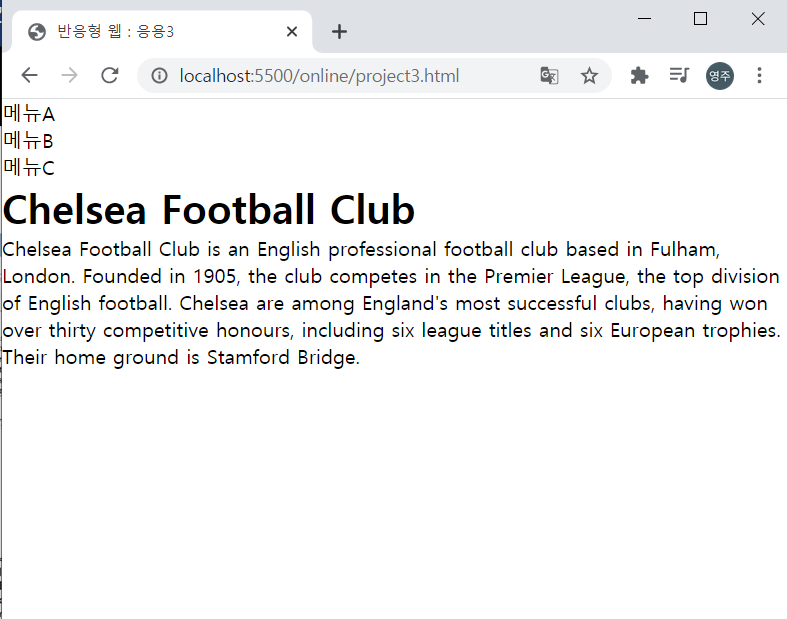 반응형 웹 : 응용3
localhost:5500/online/project3.html
영주
메뉴A
메뉴B
메뉴C
Chelsea Football Club
Chelsea Football Club is an English professional football club based in Fulham,
London. Founded in 1905, the club competes in the Premier League, the top division
of English football. Chelsea are among England's most successful clubs, having won
over thirty competitive honours, including six league titles and six European trophies.
Their home ground is Stamford Bridge.